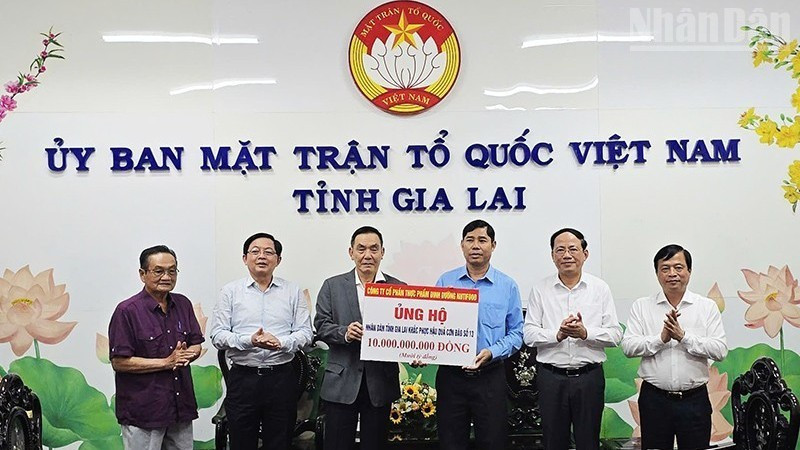 MẶT TRẬN TỔ QUỐC
VIỆT NAM
NhânDân
ỦY BAN MẶT TRẬN TỔ QUỐC VIỆT NAM
TỈNH GIA LAI
CÔNG TY CỔ PHẦN THỰC PHẨM DINH DƯỠNG NUTIFOOD
ỦNG HỘ
NHÂN DÂN TỈNH GIA LAI KHẮC PHỤC HẬU QUẢ CƠN BÃO SỐ 13
10.000.000.000 ĐỒNG
(Mười tỷ đồng)
NhânDân